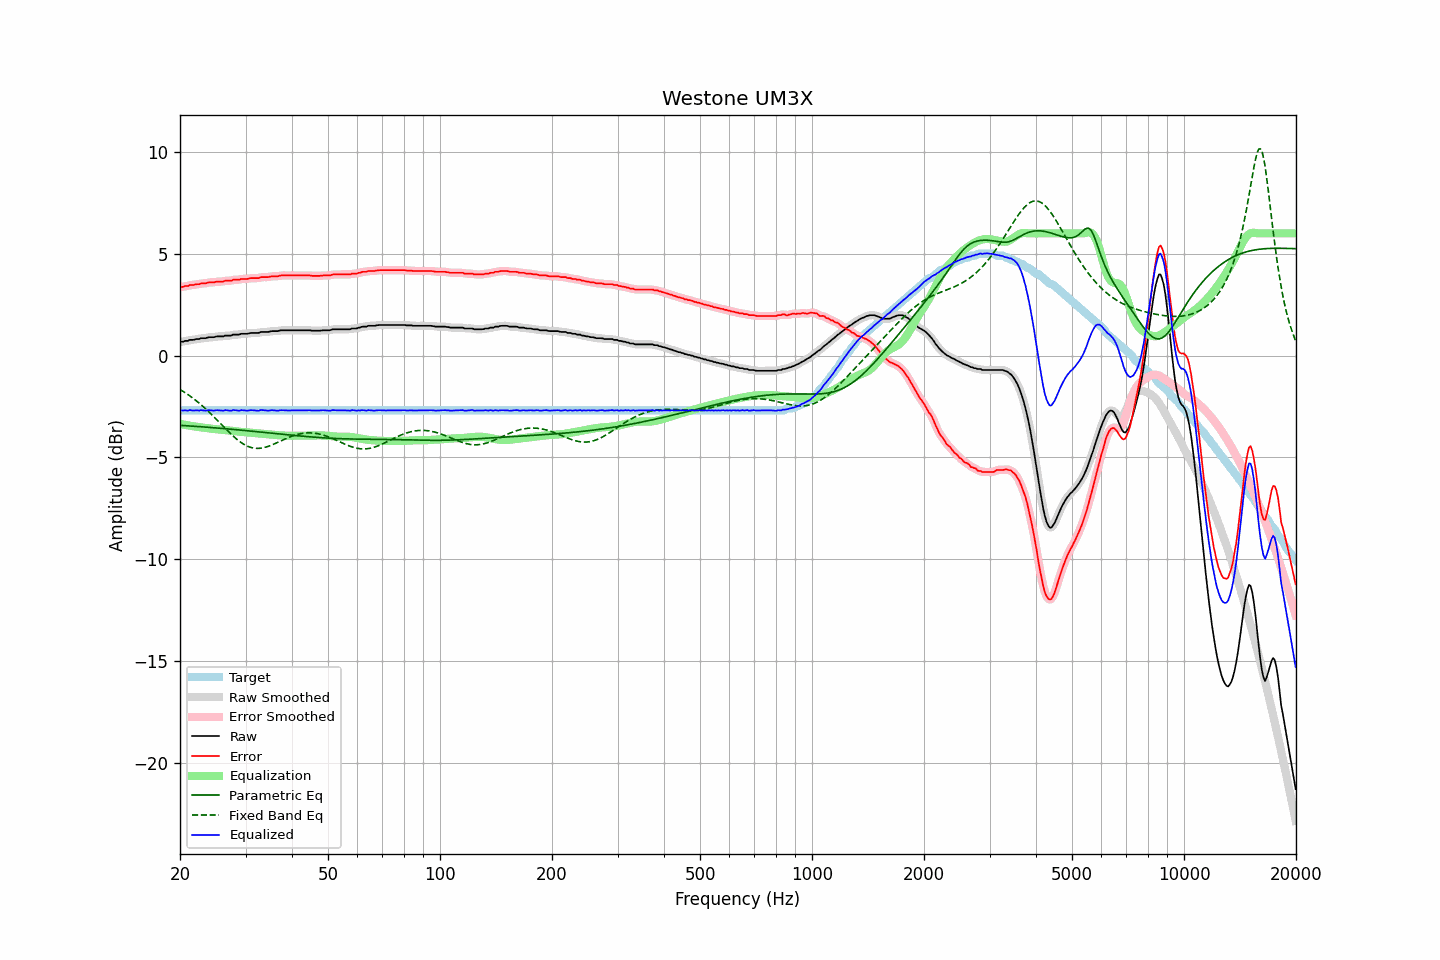 Westone UM3X
Amplitude (dBr)
10
5
0
−5
−10
−15
−20
Target
Raw Smoothed
Error Smoothed
Raw
Error
Equalization
Parametric Eq
Fixed Band Eq
Equalized
20 50 100 200 500 1000 2000 5000 10000 20000
Frequency (Hz)